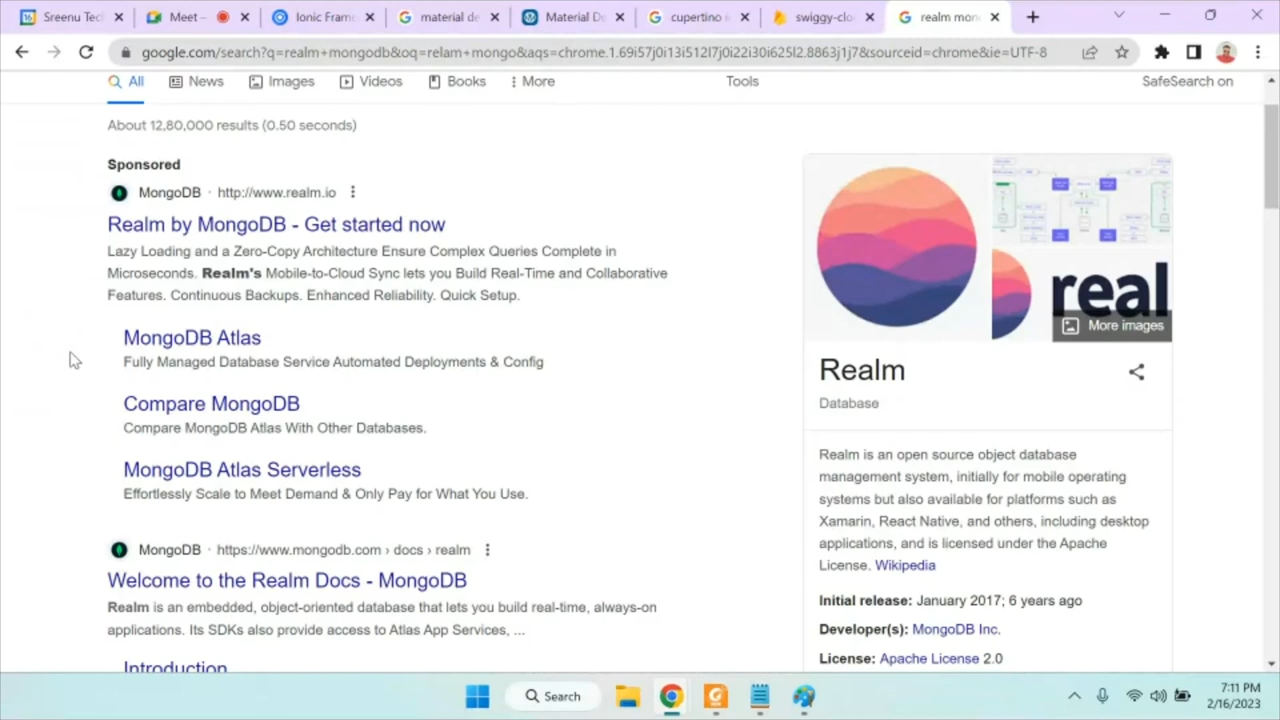 Sreenu Tec
Meet –
Ionic Fram
material de
Material De
cupertino i
swiggy-clo
realm mon
google.com/search?q=realm+mongodb&oq=relam+mongo&aqs=chrome.1.69i57j0i13i512l7j0i22i30i625l2.8863j1j7&sourceid=chrome&ie=UTF-8
All News Images Videos Books More Tools SafeSearch on
About 12,80,000 results (0.50 seconds)
Sponsored
MongoDB · http://www.realm.io
Realm by MongoDB - Get started now
Lazy Loading and a Zero-Copy Architecture Ensure Complex Queries Complete in
Microseconds. Realm's Mobile-to-Cloud Sync lets you Build Real-Time and Collaborative
Features. Continuous Backups. Enhanced Reliability. Quick Setup.
MongoDB Atlas
Fully Managed Database Service Automated Deployments & Config
Compare MongoDB
Compare MongoDB Atlas With Other Databases.
MongoDB Atlas Serverless
Effortlessly Scale to Meet Demand & Only Pay for What You Use.
MongoDB · https://www.mongodb.com › docs › realm
Welcome to the Realm Docs - MongoDB
Realm is an embedded, object-oriented database that lets you build real-time, always-on
applications. Its SDKs also provide access to Atlas App Services, ...
Introduction
real
More images
Realm
Database
Realm is an open source object database
management system, initially for mobile operating
systems but also available for platforms such as
Xamarin, React Native, and others, including desktop
applications, and is licensed under the Apache
License. Wikipedia
Initial release: January 2017; 6 years ago
Developer(s): MongoDB Inc.
License: Apache License 2.0
Search
7:11 PM
2/16/2023